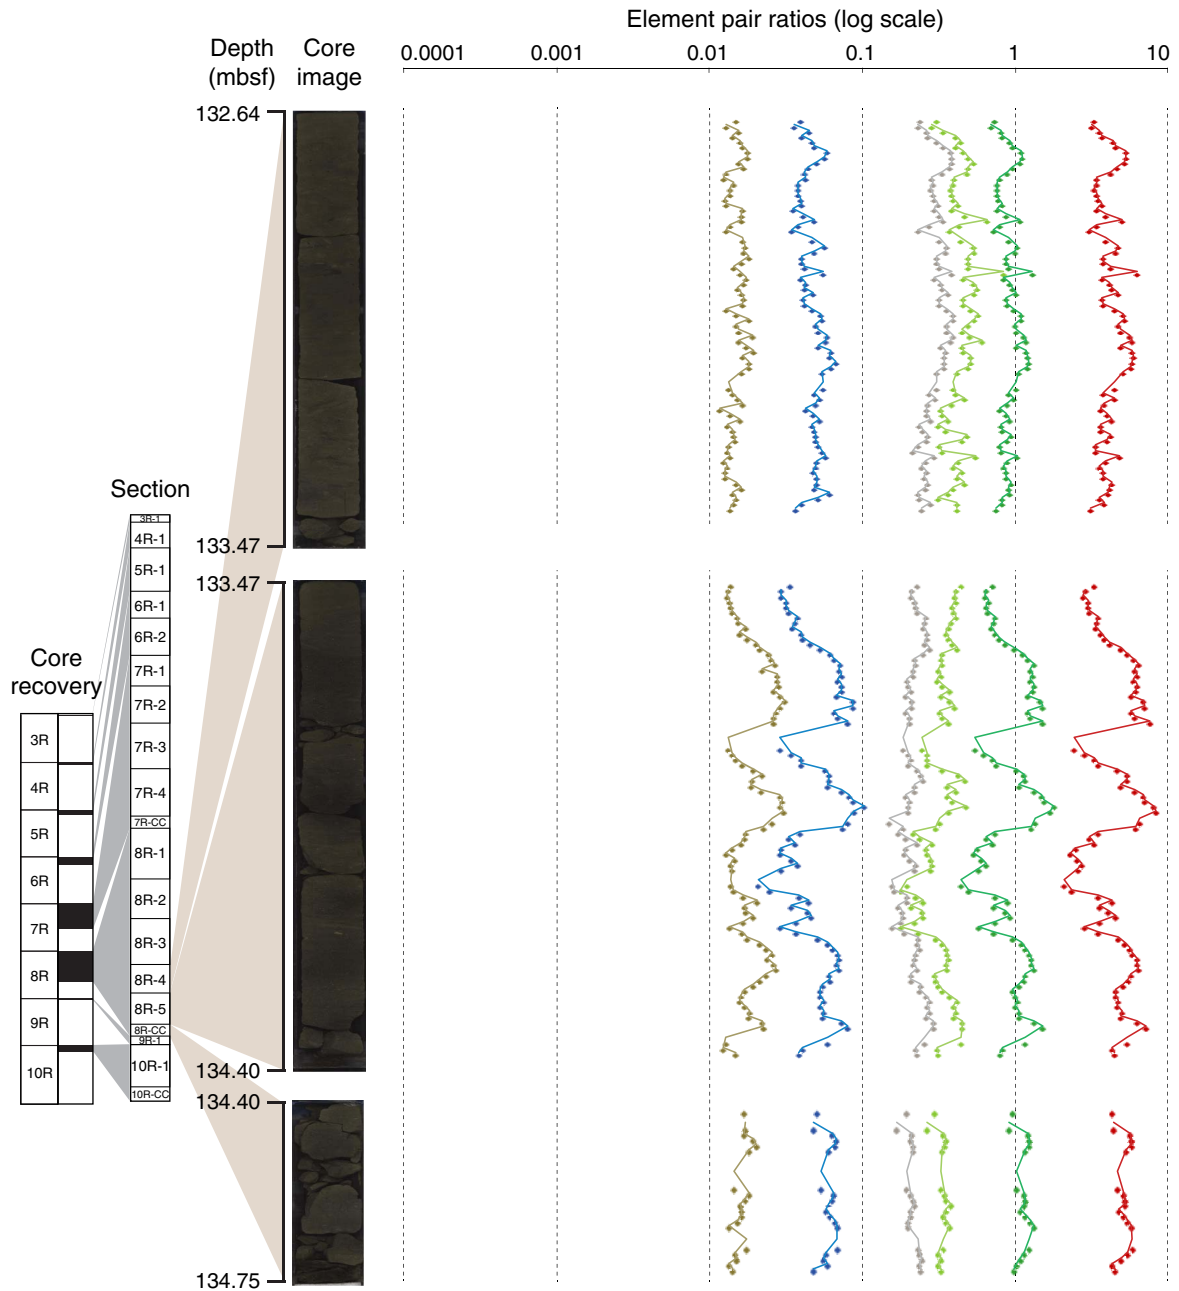 Element pair ratios (log scale)
Depth (mbsf)
Core image
0.0001 0.001 0.01 0.1 1 10
132.64
133.47
133.47
134.40
134.40
134.75
Section
3R-1
4R-1
5R-1
6R-1
6R-2
7R-1
7R-2
7R-3
7R-4
7R-CC
8R-1
8R-2
8R-3
8R-4
8R-5
8R-CC
9R-1
10R-1
10R-CC
Core recovery
3R
4R
5R
6R
7R
8R
9R
10R